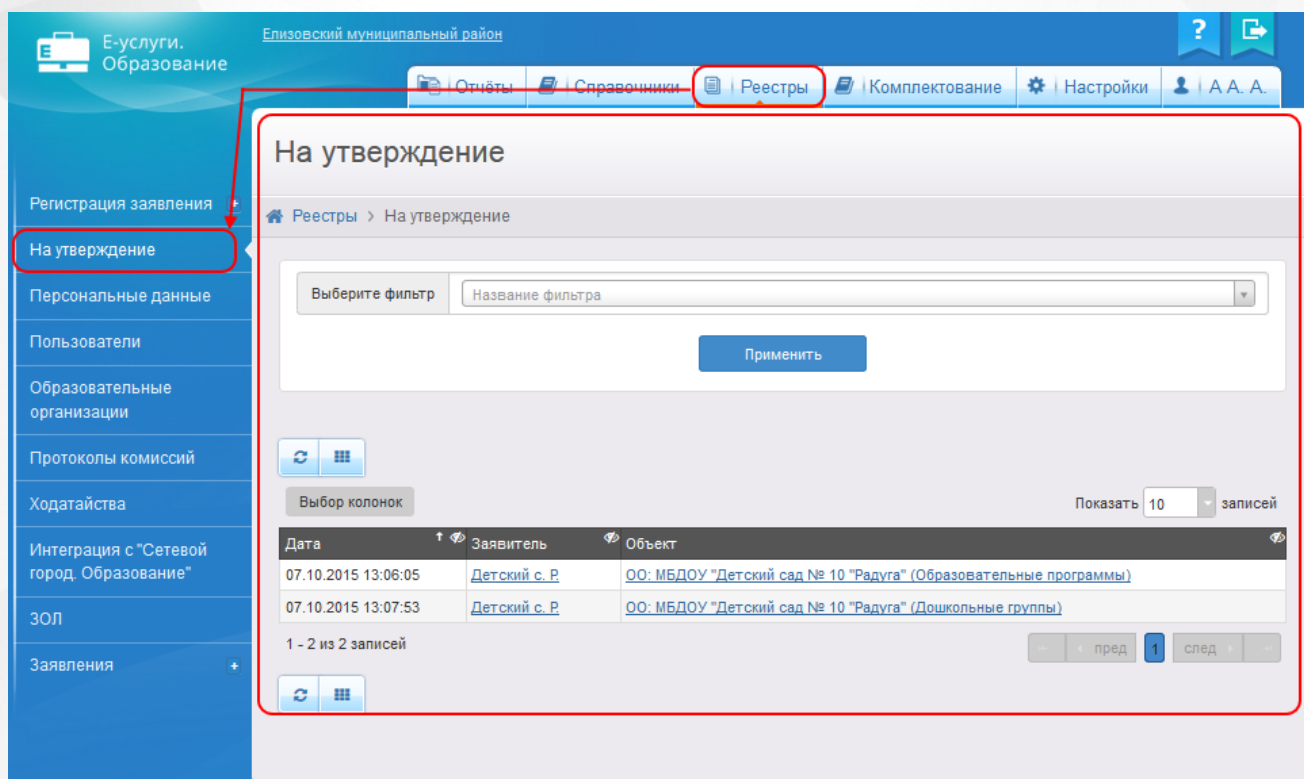 Е-услуги.
Образование
Елизовский муниципальный район
?
Отчёты Справочники Реестры Комплектование Настройки А А. А.
На утверждение
Реестры > На утверждение
Регистрация заявления +
На утверждение
Персональные данные
Пользователи
Образовательные
организации
Протоколы комиссий
Ходатайства
Интеграция с "Сетевой
город. Образование"
ЗОЛ
Заявления +
Выберите фильтр Название фильтра
Применить
Выбор колонок Показать 10 записей
Дата Заявитель Объект
07.10.2015 13:06:05 Детский с. Р. ОО: МБДОУ "Детский сад № 10 "Радуга" (Образовательные программы)
07.10.2015 13:07:53 Детский с. Р. ОО: МБДОУ "Детский сад № 10 "Радуга" (Дошкольные группы)
1 - 2 из 2 записей пред 1 след